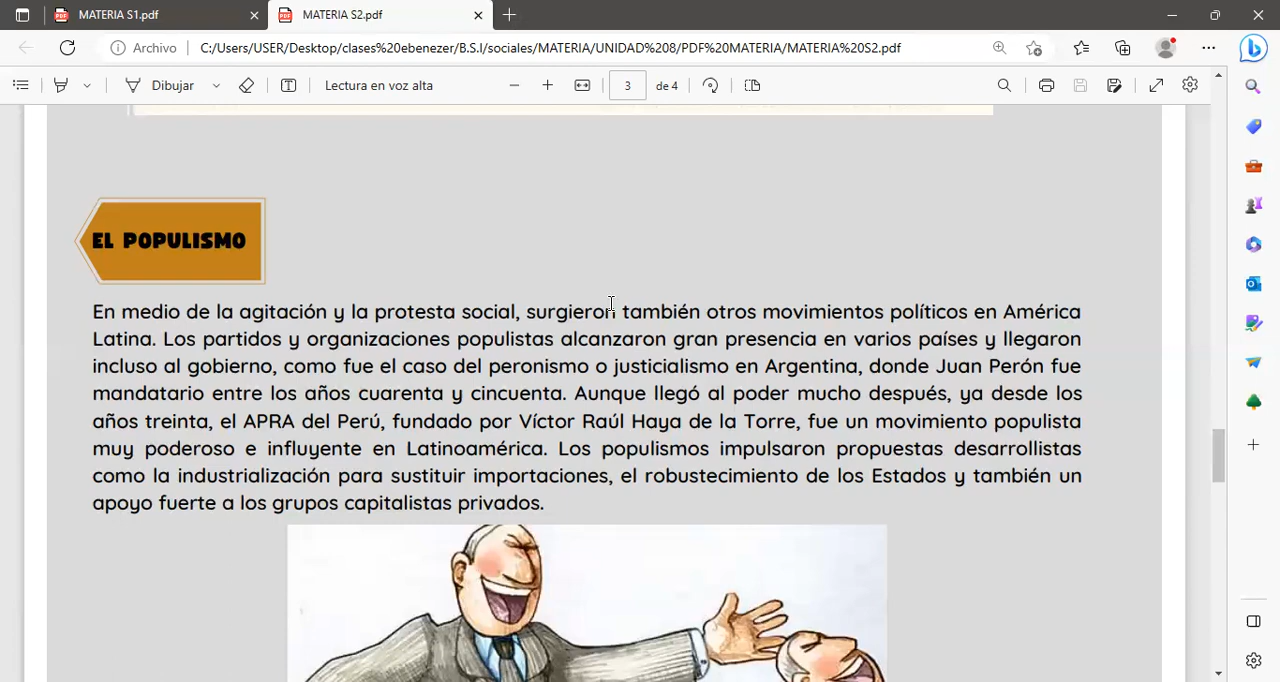 MATERIA S1.pdf
MATERIA S2.pdf
Archivo
C:/Users/USER/Desktop/clases%20ebenezer/B.S.I/sociales/MATERIA/UNIDAD%208/PDF%20MATERIA/MATERIA%20S2.pdf
Dibujar
Lectura en voz alta
3
de 4
EL POPULISMO
En medio de la agitación y la protesta social, surgieron también otros movimientos políticos en América
Latina. Los partidos y organizaciones populistas alcanzaron gran presencia en varios países y llegaron
incluso al gobierno, como fue el caso del peronismo o justicialismo en Argentina, donde Juan Perón fue
mandatario entre los años cuarenta y cincuenta. Aunque llegó al poder mucho después, ya desde los
años treinta, el APRA del Perú, fundado por Víctor Raúl Haya de la Torre, fue un movimiento populista
muy poderoso e influyente en Latinoamérica. Los populismos impulsaron propuestas desarrollistas
como la industrialización para sustituir importaciones, el robustecimiento de los Estados y también un
apoyo fuerte a los grupos capitalistas privados.